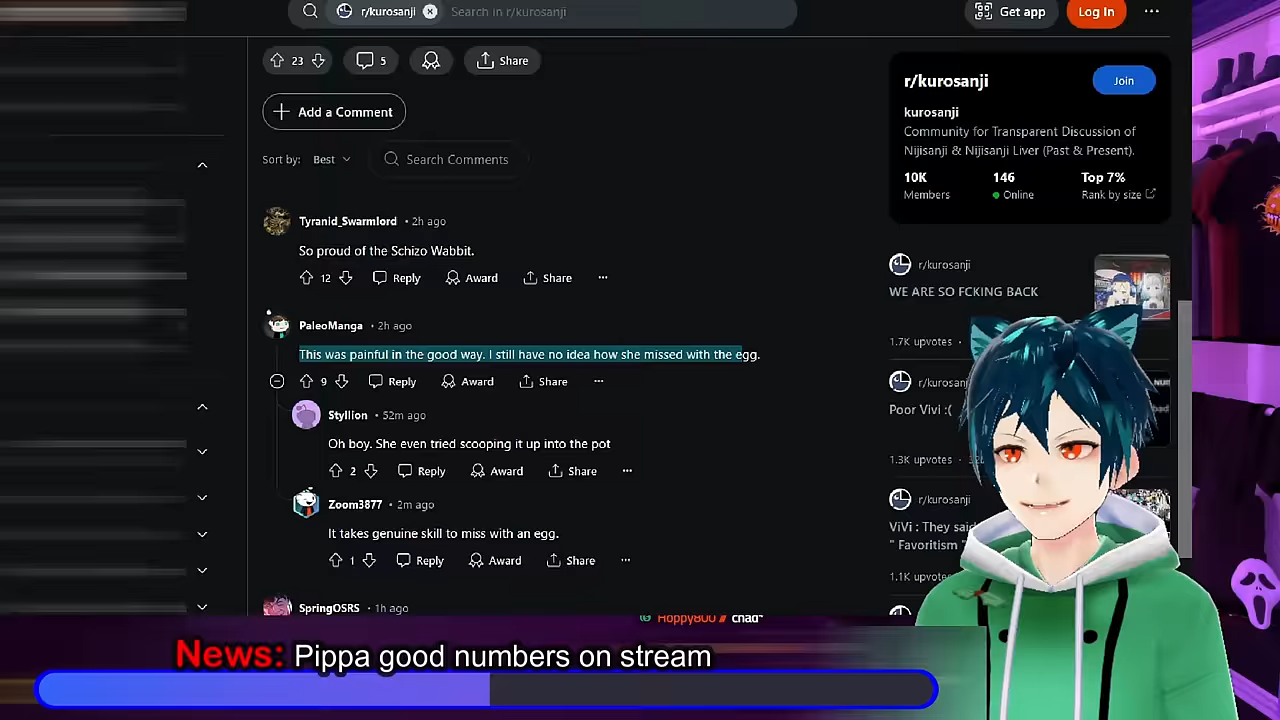 r/kurosanji
Search in r/kurosanji
Get app
Log In
23
5
Share
Add a Comment
Sort by: Best
Search Comments
Tyranid_Swarmlord • 2h ago
So proud of the Schizo Wabbit.
12 Reply Award Share
PaleoManga • 2h ago
This was painful in the good way. I still have no idea how she missed with the egg.
9 Reply Award Share
Styllion • 52m ago
Oh boy. She even tried scooping it up into the pot
2 Reply Award Share
Zoom3877 • 2m ago
It takes genuine skill to miss with an egg.
1 Reply Award Share
SpringOSRS • 1h ago
r/kurosanji
Join
kurosanji
Community for Transparent Discussion of
Nijisanji & Nijisanji Liver (Past & Present).
10K 146 Top 7%
Members Online Rank by size
r/kurosanji
WE ARE SO FCKING BACK
1.7K upvotes •
r/kurosanj
Poor Vivi :(
1.3K upvotes •
r/kurosanji
ViVi : They said
" Favoritism "
1.1K upvotes
Hoppy800 // chad~
News: Pippa good numbers on stream